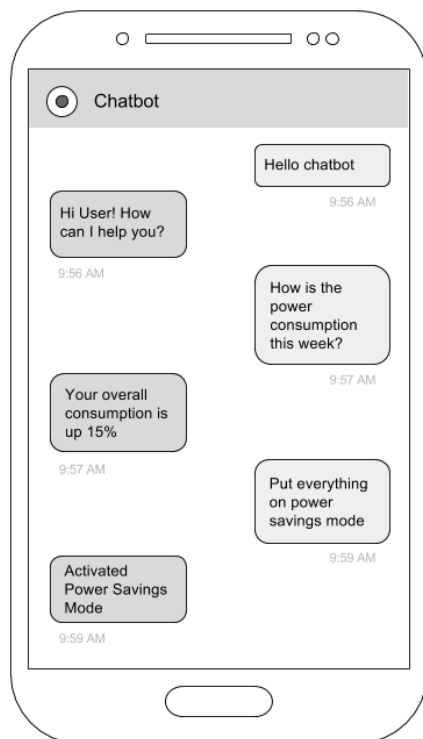 Chatbot
Hello chatbot
9:56 AM
Hi User! How
can I help you?
9:56 AM
How is the
power
consumption
this week?
9:57 AM
Your overall
consumption is
up 15%
9:57 AM
Put everything
on power
savings mode
9:59 AM
Activated
Power Savings
Mode
9:59 AM